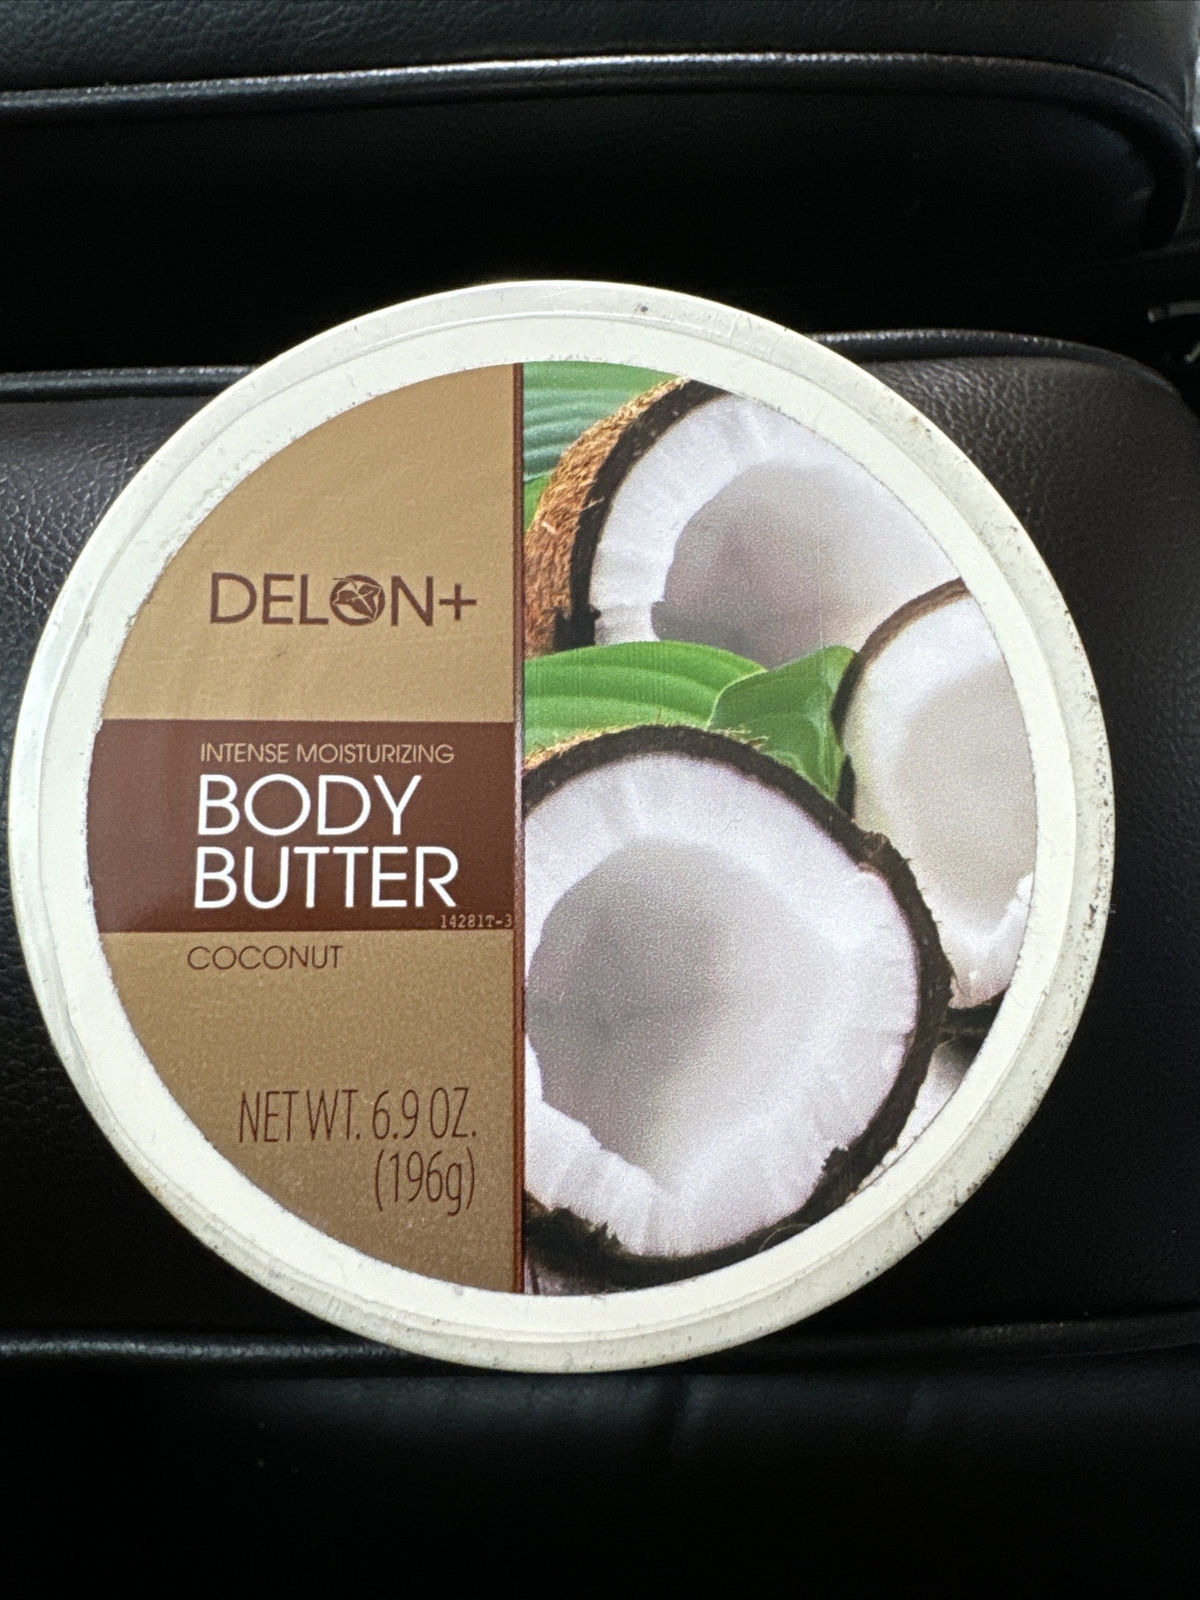 DELON+
INTENSE MOISTURIZING
BODY
BUTTER
14281T-3
COCONUT
NET WT. 6.9 OZ.
(196g)